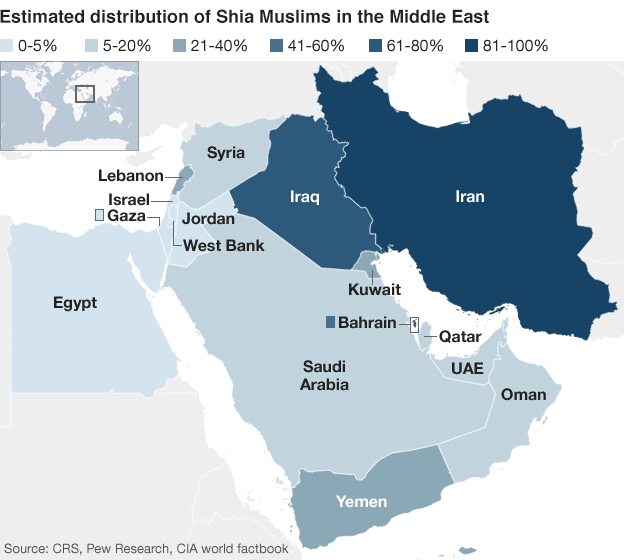 Estimated distribution of Shia Muslims in the Middle East
0-5% 5-20% 21-40% 41-60% 61-80% 81-100%
Syria
Lebanon
Iraq
Iran
Israel
Gaza
Jordan
West Bank
Kuwait
Egypt
Bahrain
Qatar
Saudi
Arabia
UAE
Oman
Yemen
Source: CRS, Pew Research, CIA world factbook